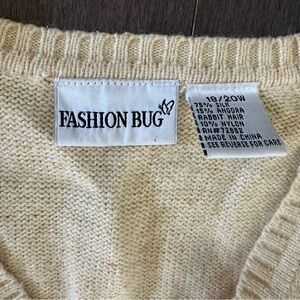 FASHION BUG
18/20W
75% SILK
15% ANGORA
RABBIT HAIR
10% NYLON
RN#72882
MADE IN CHINA
SEE REVERSE FOR CARE